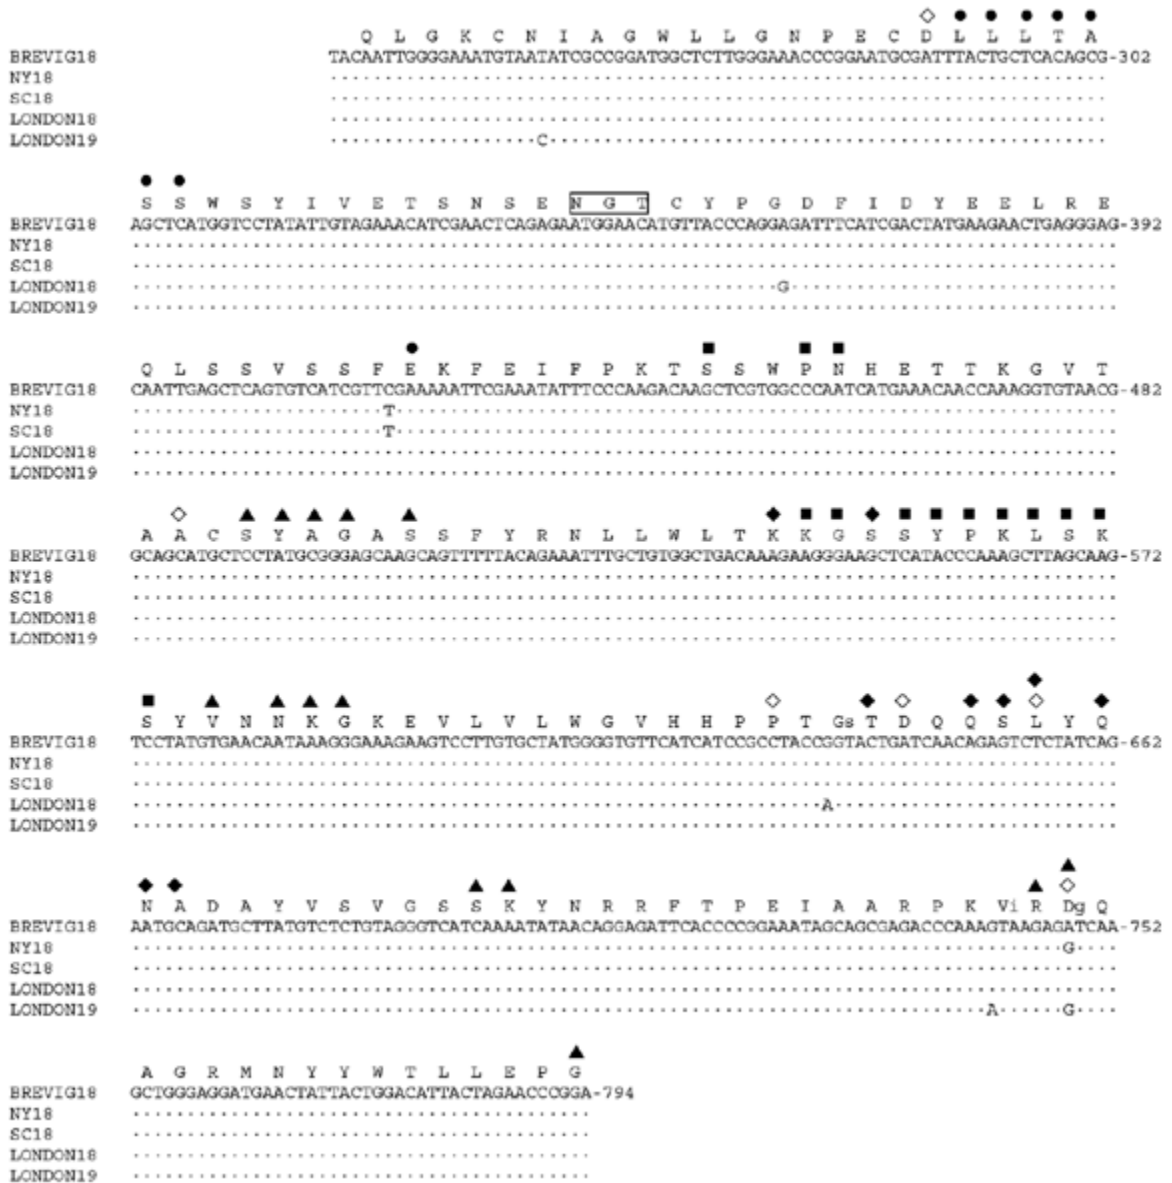 Q L G K C N I A G W L L G N P E C D L L L T A
BREVIG18 TACAATTGGGGAAATGTAATATCGCCGGATGGCTCTTGGGAAACCCGGAATGCGATTTACTGCTCACAGCG-302
NY18
SC18
LONDON18
LONDON19 C
S S W S Y I V E T S N S E N G T C Y P G D F I D Y E E L R E
BREVIG18 AGCTCATGGTCCTATATTGTAGAAACATCGAACTCAGAGAATGGAACATGTTACCCAGGAGATTTCATCGACTATGAAGAACTGAGGGAG-392
NY18
SC18
LONDON18 G
LONDON19
Q L S S V S S F E K F E I F P K T S S W P N H E T T K G V T
BREVIG18 CAATTGAGCTCAGTGTCATCGTTCGAAAAATTCGAAATATTTCCCAAGACAAGCTCGTGGCCCAATCATGAAACAACCAAAGGTGTAACG-482
NY18 T
SC18 T
LONDON18
LONDON19
A A C S Y A G A S S F Y R N L L W L T K K G S S Y P K L S K
BREVIG18 GCAGCATGCTCCTATGCGGGAGCAAGCAGTTTTTACAGAAATTTGCTGTGGCTGACAAAGAAGGGAAGCTCATACCCAAAGCTTAGCAAG-572
NY18
SC18
LONDON18
LONDON19
S Y V N N K G K E V L V L W G V H H P P T Gs T D Q Q S L Y Q
BREVIG18 TCCTATGTGAACAATAAAGGGAAAGAAGTCCTTGTGCTATGGGGTGTTCATCATCCGCCTACCGGTACTGATCAACAGAGTCTCTATCAG-662
NY18
SC18
LONDON18 A
LONDON19
N A D A Y V S V G S S K Y N R R F T P E I A A R P K Vi R Dg Q
BREVIG18 AATGCAGATGCTTATGTCTCTGTAGGGTCATCAAAATATAACAGGAGATTCACCCCGGAAATAGCAGCGAGACCCAAAGTAAGAGATCAA-752
NY18 G
SC18
LONDON18
LONDON19 A G
A G R M N Y Y W T L L E P G
BREVIG18 GCTGGGAGGATGAACTATTACTGGACATTACTAGAACCCGGA-794
NY18
SC18
LONDON18
LONDON19